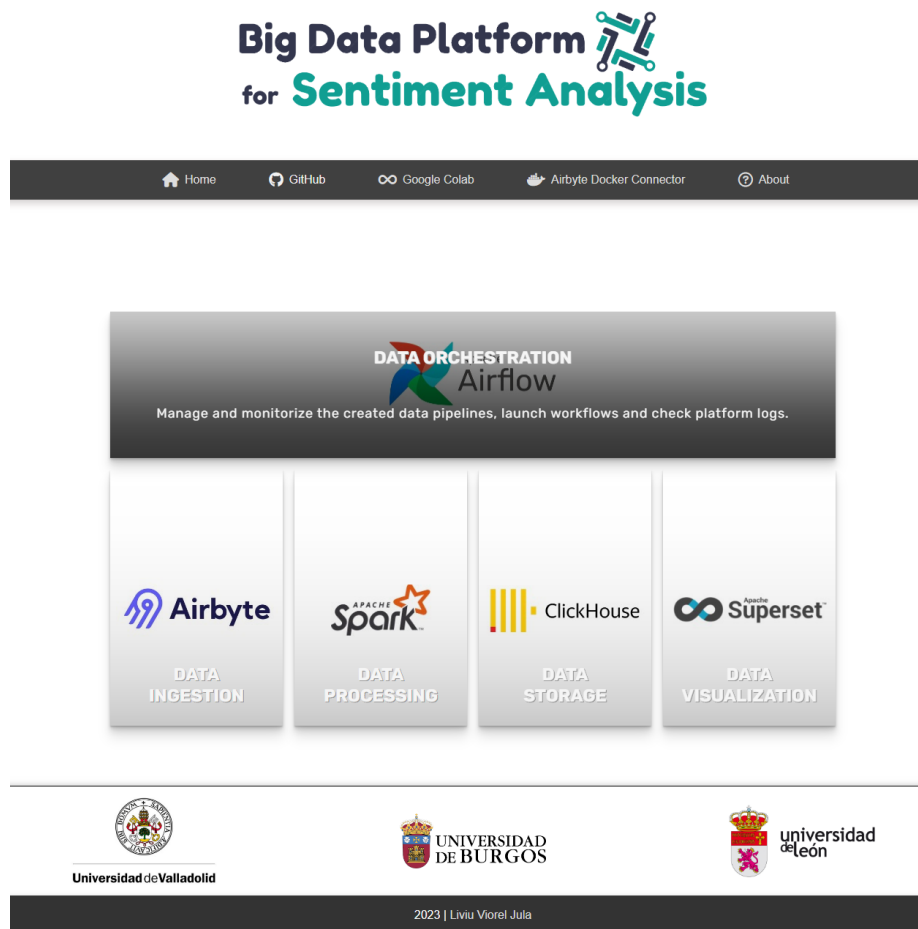 Big Data Platform
for Sentiment Analysis
Home GitHub Google Colab Airbyte Docker Connector About
DATA ORCHESTRATION
Airflow
Manage and monitorize the created data pipelines, launch workflows and check platform logs.
Airbyte
APACHE
Spark™
ClickHouse
Apache
Superset™
DATA
INGESTION
DATA
PROCESSING
DATA
STORAGE
DATA
VISUALIZATION
Universidad de Valladolid
UNIVERSIDAD
DE BURGOS
universidad
de león
2023 | Liviu Viorel Jula